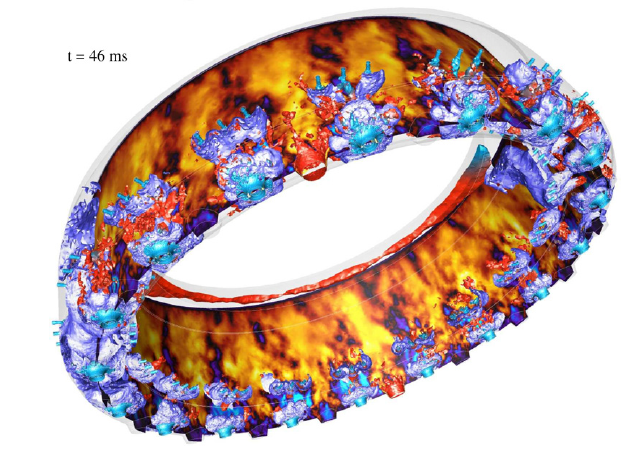 t = 46 ms